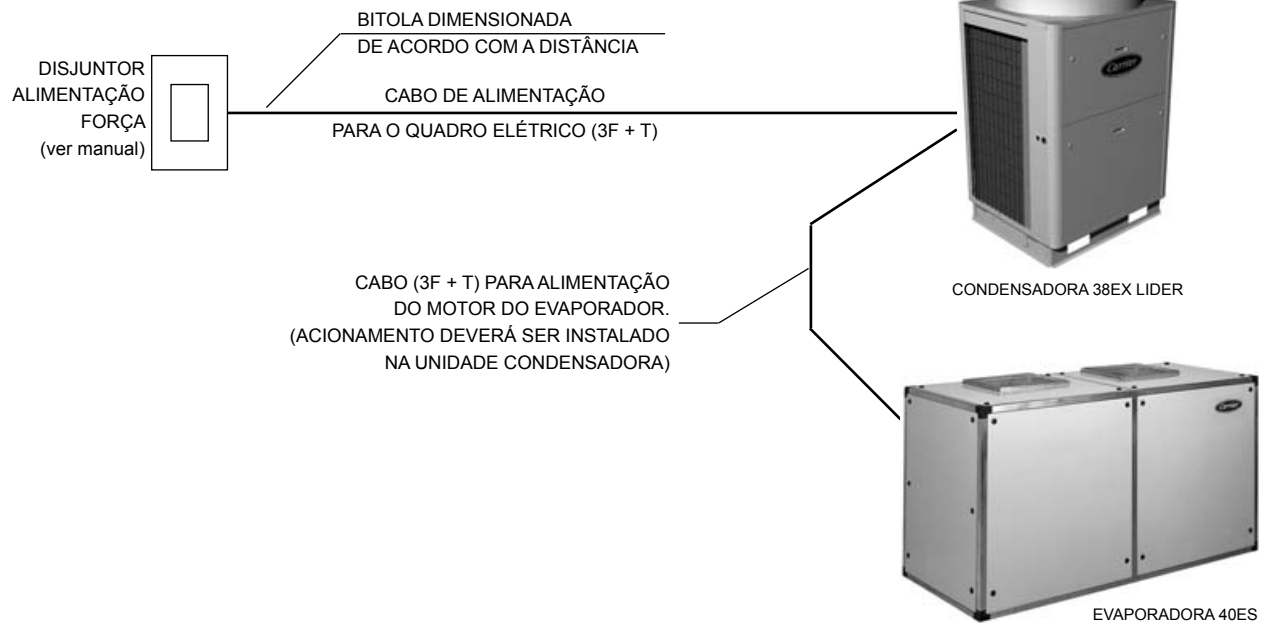 BITOLA DIMENSIONADA
DE ACORDO COM A DISTÂNCIA
DISJUNTOR
ALIMENTAÇÃO
FORÇA
(ver manual)
CABO DE ALIMENTAÇÃO
PARA O QUADRO ELÉTRICO (3F + T)
Carrier
CABO (3F + T) PARA ALIMENTAÇÃO
DO MOTOR DO EVAPORADOR.
(ACIONAMENTO DEVERÁ SER INSTALADO
NA UNIDADE CONDENSADORA)
CONDENSADORA 38EX LIDER
Carrier
EVAPORADORA 40ES